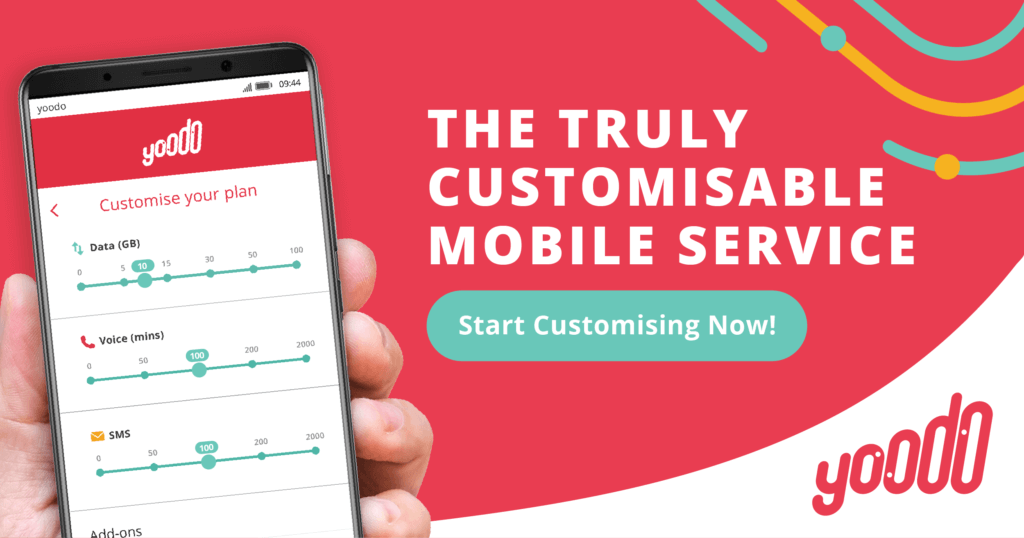 yoodo
09:44
yoodo
Customise your plan
Data (GB)
0 5 10 15 30 50 100
Voice (mins)
0 50 100 200 2000
SMS
0 50 100 200 2000
Add-ons
THE TRULY
CUSTOMISABLE
MOBILE SERVICE
Start Customising Now!
yoodo